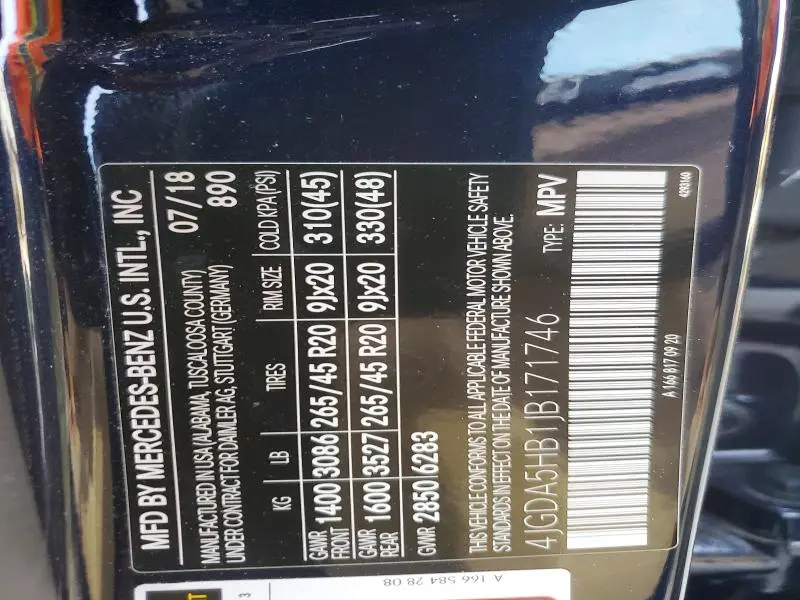 MFD BY MERCEDES-BENZ U.S. INTL., INC
MANUFACTURED IN USA (ALABAMA, TUSCALOOSA COUNTY) 07/18
UNDER CONTRACT FOR DAIMLER AG, STUTTGART (GERMANY) 890
KG LB TIRES RIM SIZE COLD KPA (PSI)
GAWR FRONT 1400 3086 265/45 R20 9Jx20 310(45)
GAWR REAR 1600 3527 265/45 R20 9Jx20 330(48)
GVWR 2850 6283
THIS VEHICLE CONFORMS TO ALL APPLICABLE FEDERAL MOTOR VEHICLE SAFETY
STANDARDS IN EFFECT ON THE DATE OF MANUFACTURE SHOWN ABOVE.
4JGDA5HB1JB171746 TYPE: MPV
A 166 817 09 20 4293160
A 166 584 28 08
3